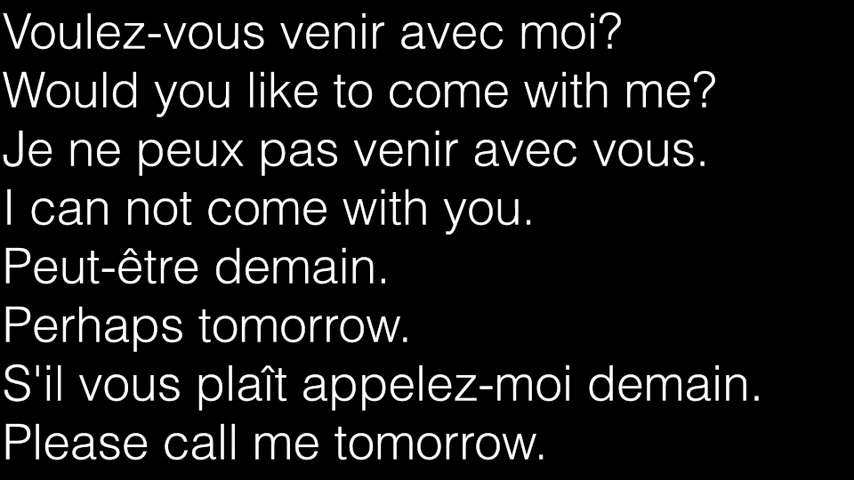 Voulez-vous venir avec moi?
Would you like to come with me?
Je ne peux pas venir avec vous.
I can not come with you.
Peut-être demain.
Perhaps tomorrow.
S'il vous plaît appelez-moi demain.
Please call me tomorrow.